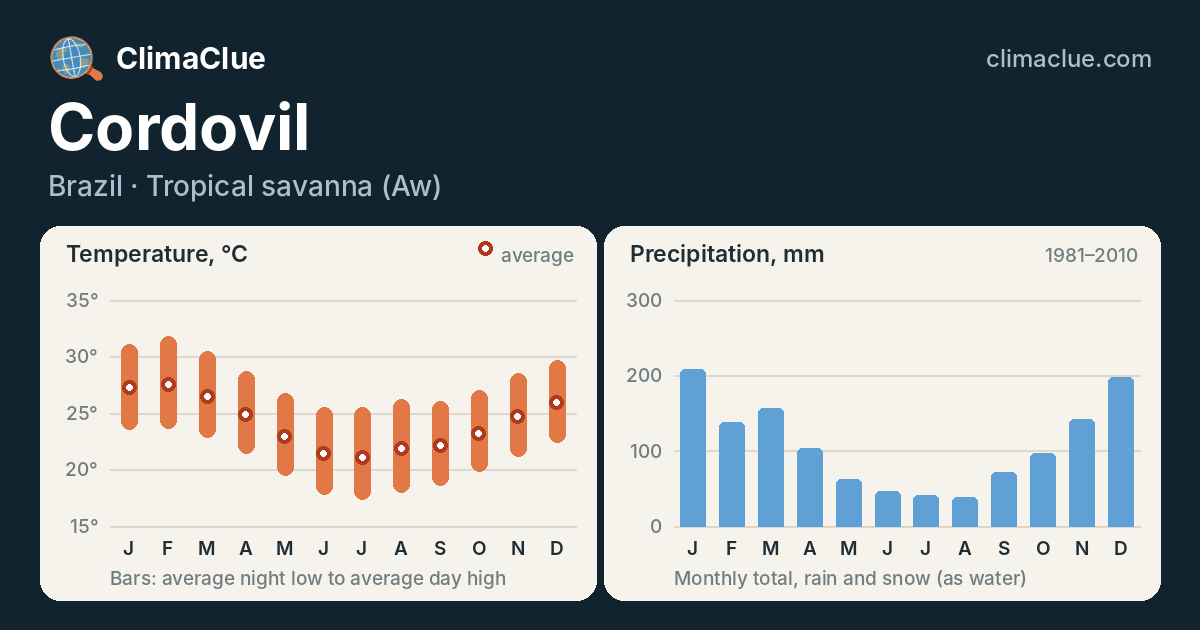 ClimaClue
climaclue.com
Cordovil
Brazil · Tropical savanna (Aw)
Temperature, °C
average
35°
30°
25°
20°
15°
J F M A M J J A S O N D
Bars: average night low to average day high
Precipitation, mm
1981–2010
300
200
100
0
J F M A M J J A S O N D
Monthly total, rain and snow (as water)